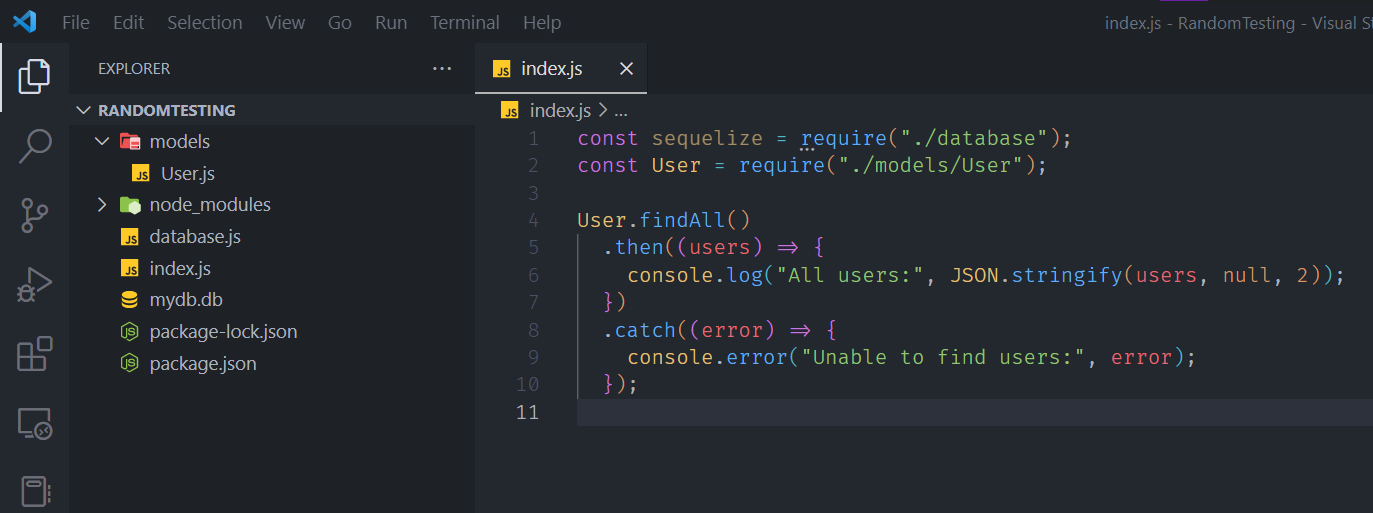 File Edit Selection View Go Run Terminal Help
index.js - RandomTesting - Visual St
EXPLORER
RANDOMTESTING
models
User.js
node_modules
database.js
index.js
mydb.db
package-lock.json
package.json
index.js
index.js > ...
1 const sequelize = require("./database");
2 const User = require("./models/User");
3
4 User.findAll()
5 .then((users) => {
6 console.log("All users:", JSON.stringify(users, null, 2));
7 })
8 .catch((error) => {
9 console.error("Unable to find users:", error);
10 });
11